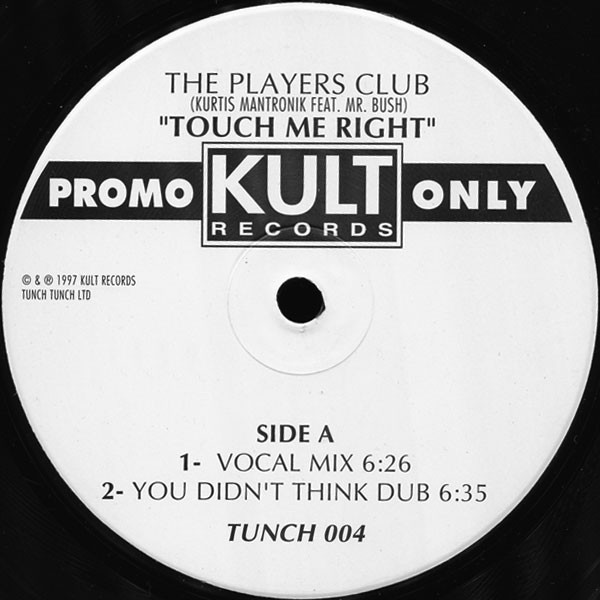 THE PLAYERS CLUB
(KURTIS MANTRONIK FEAT. MR. BUSH)
"TOUCH ME RIGHT"
PROMO KULT ONLY
RECORDS
© & ℗ 1997 KULT RECORDS
TUNCH TUNCH LTD
SIDE A
1- VOCAL MIX 6:26
2- YOU DIDN'T THINK DUB 6:35
TUNCH 004